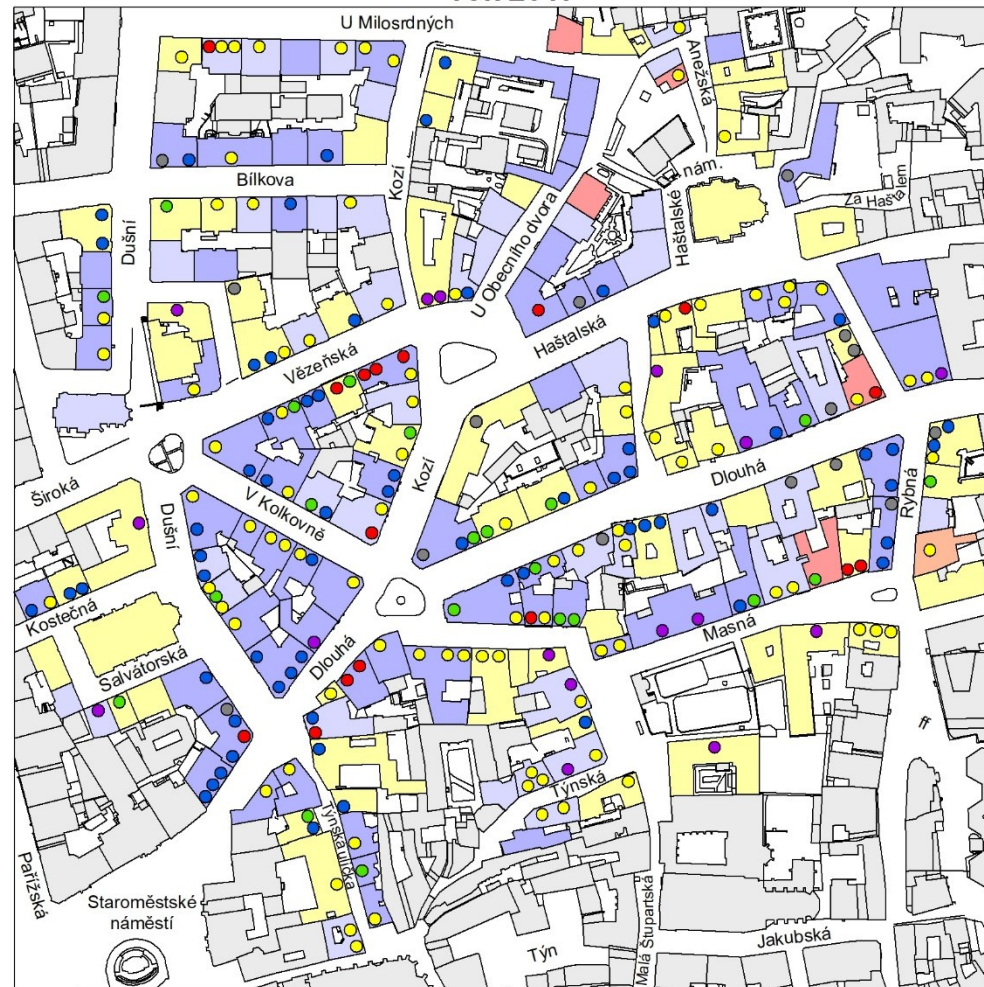 U Milosrdných
Anežská
Bílkova
Kozí
Dušní
U Obecního dvora
Haštalské
nám.
Za Haštalem
Vězeňská
Haštalská
Široká
Dušní
V Kolkovně
Kozí
Dlouhá
Rybná
Kostečná
Salvátorská
Dlouhá
Masná
Týnská
Týnská ulička
Pařížská
Staroměstské
náměstí
Týn
Malá Štupartská
Jakubská
ff